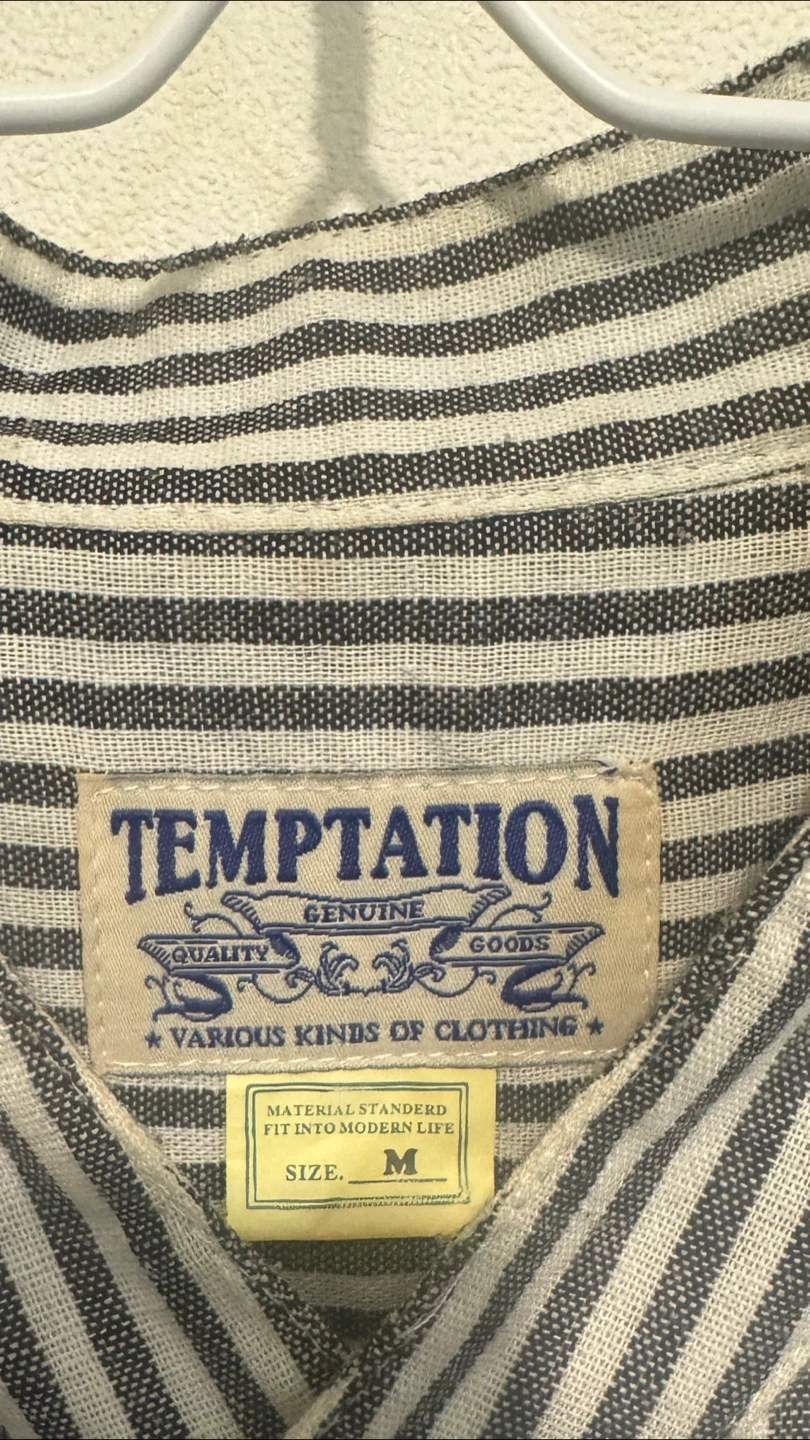 TEMPTATION
GENUINE
QUALITY GOODS
★ VARIOUS KINDS OF CLOTHING ★
MATERIAL STANDERD
FIT INTO MODERN LIFE
SIZE. M